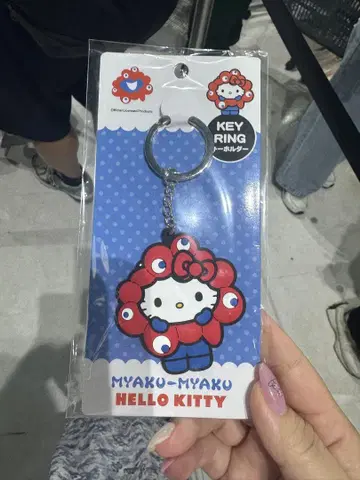 KEY
RING
キーホルダー
MYAKU-MYAKU
HELLO KITTY